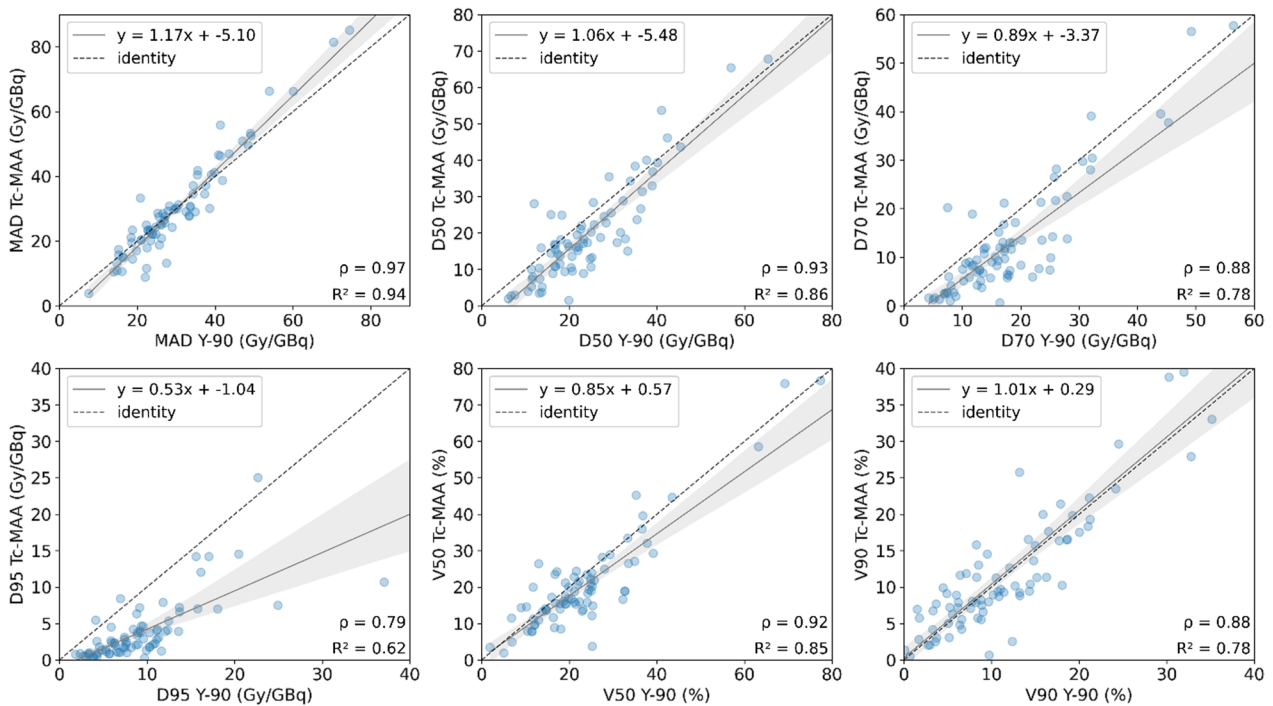 y = 1.17x + -5.10
identity
80
60
40
20
0
MAD Tc-MAA (Gy/GBq)
ρ = 0.97
R² = 0.94
0 20 40 60 80
MAD Y-90 (Gy/GBq)
y = 1.06x + -5.48
identity
80
70
60
50
40
30
20
10
0
D50 Tc-MAA (Gy/GBq)
ρ = 0.93
R² = 0.86
0 20 40 60 80
D50 Y-90 (Gy/GBq)
y = 0.89x + -3.37
identity
60
50
40
30
20
10
0
D70 Tc-MAA (Gy/GBq)
ρ = 0.88
R² = 0.78
0 10 20 30 40 50 60
D70 Y-90 (Gy/GBq)
y = 0.53x + -1.04
identity
40
35
30
25
20
15
10
5
0
D95 Tc-MAA (Gy/GBq)
ρ = 0.79
R² = 0.62
0 10 20 30 40
D95 Y-90 (Gy/GBq)
y = 0.85x + 0.57
identity
80
70
60
50
40
30
20
10
0
V50 Tc-MAA (%)
ρ = 0.92
R² = 0.85
0 20 40 60 80
V50 Y-90 (%)
y = 1.01x + 0.29
identity
40
35
30
25
20
15
10
5
0
V90 Tc-MAA (%)
ρ = 0.88
R² = 0.78
0 10 20 30 40
V90 Y-90 (%)